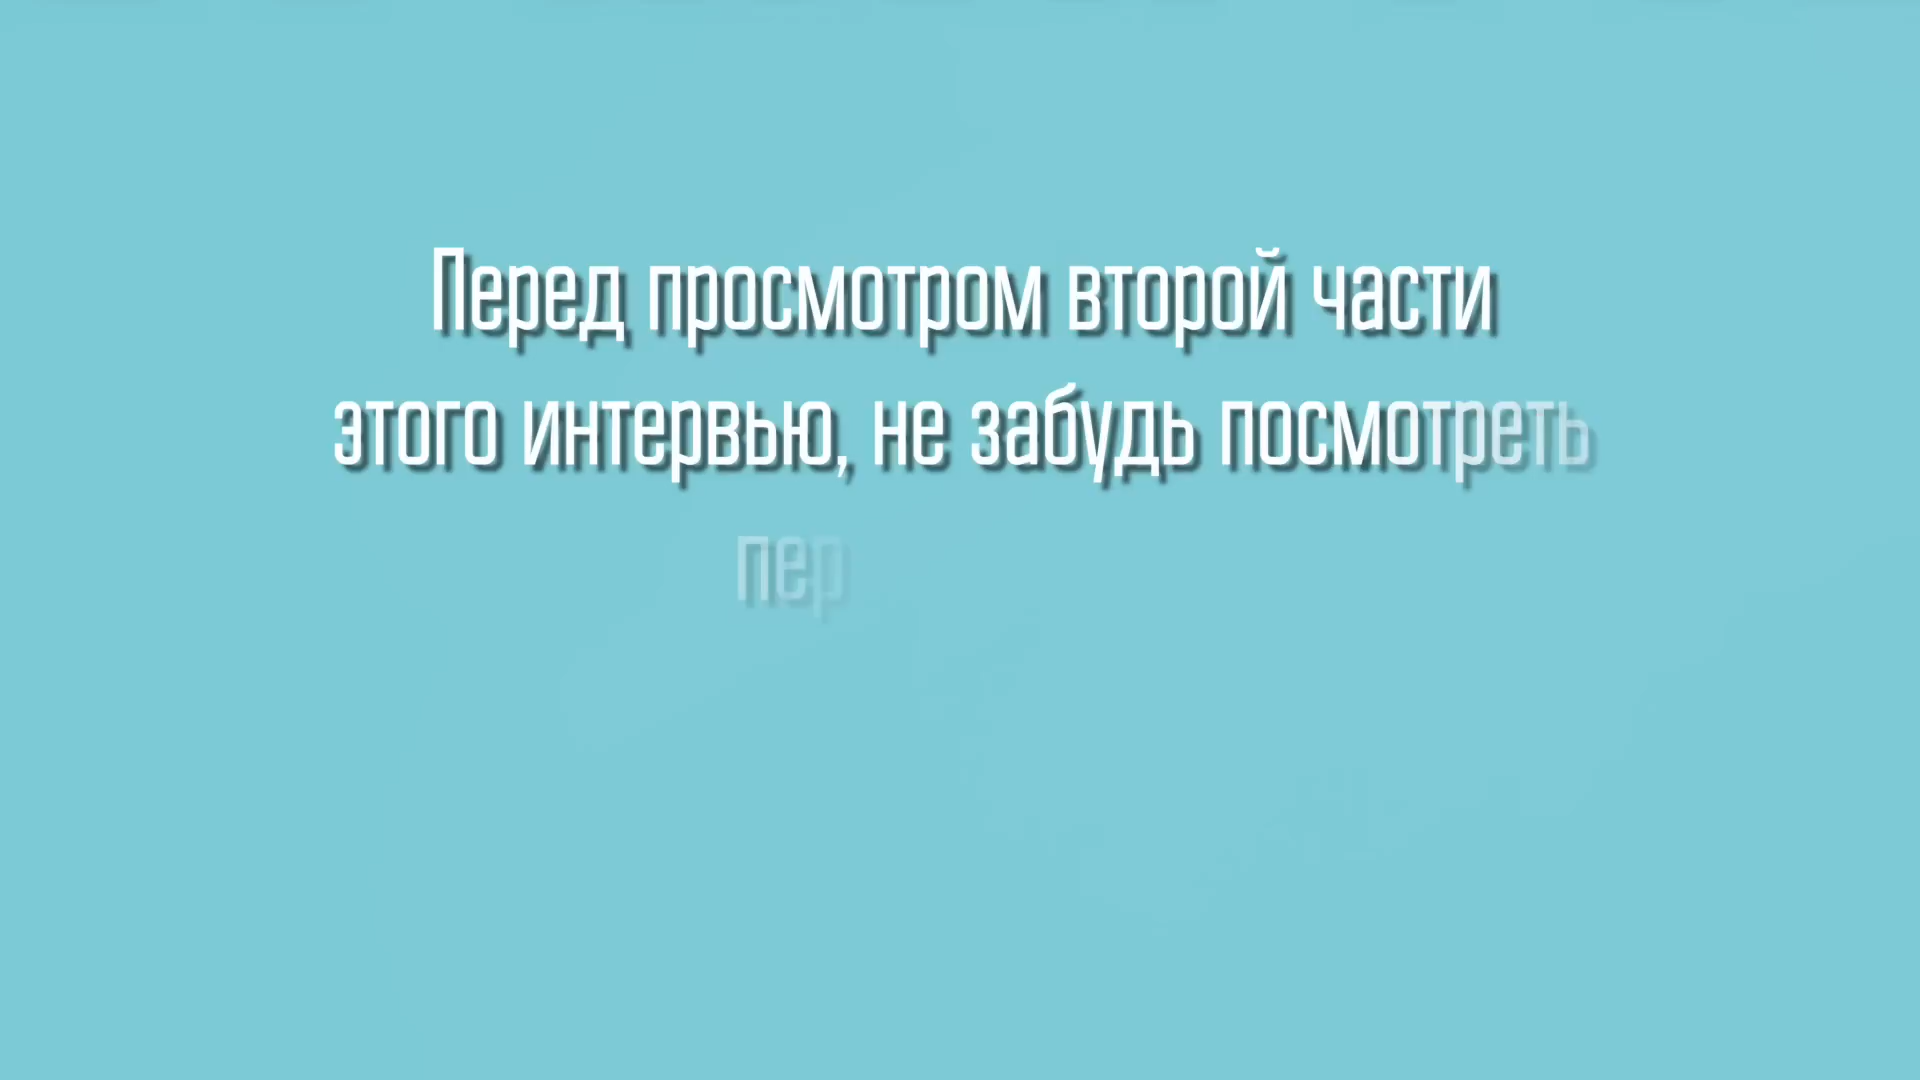 Перед просмотром второй части
этого интервью, не забудь посмотреть
пер